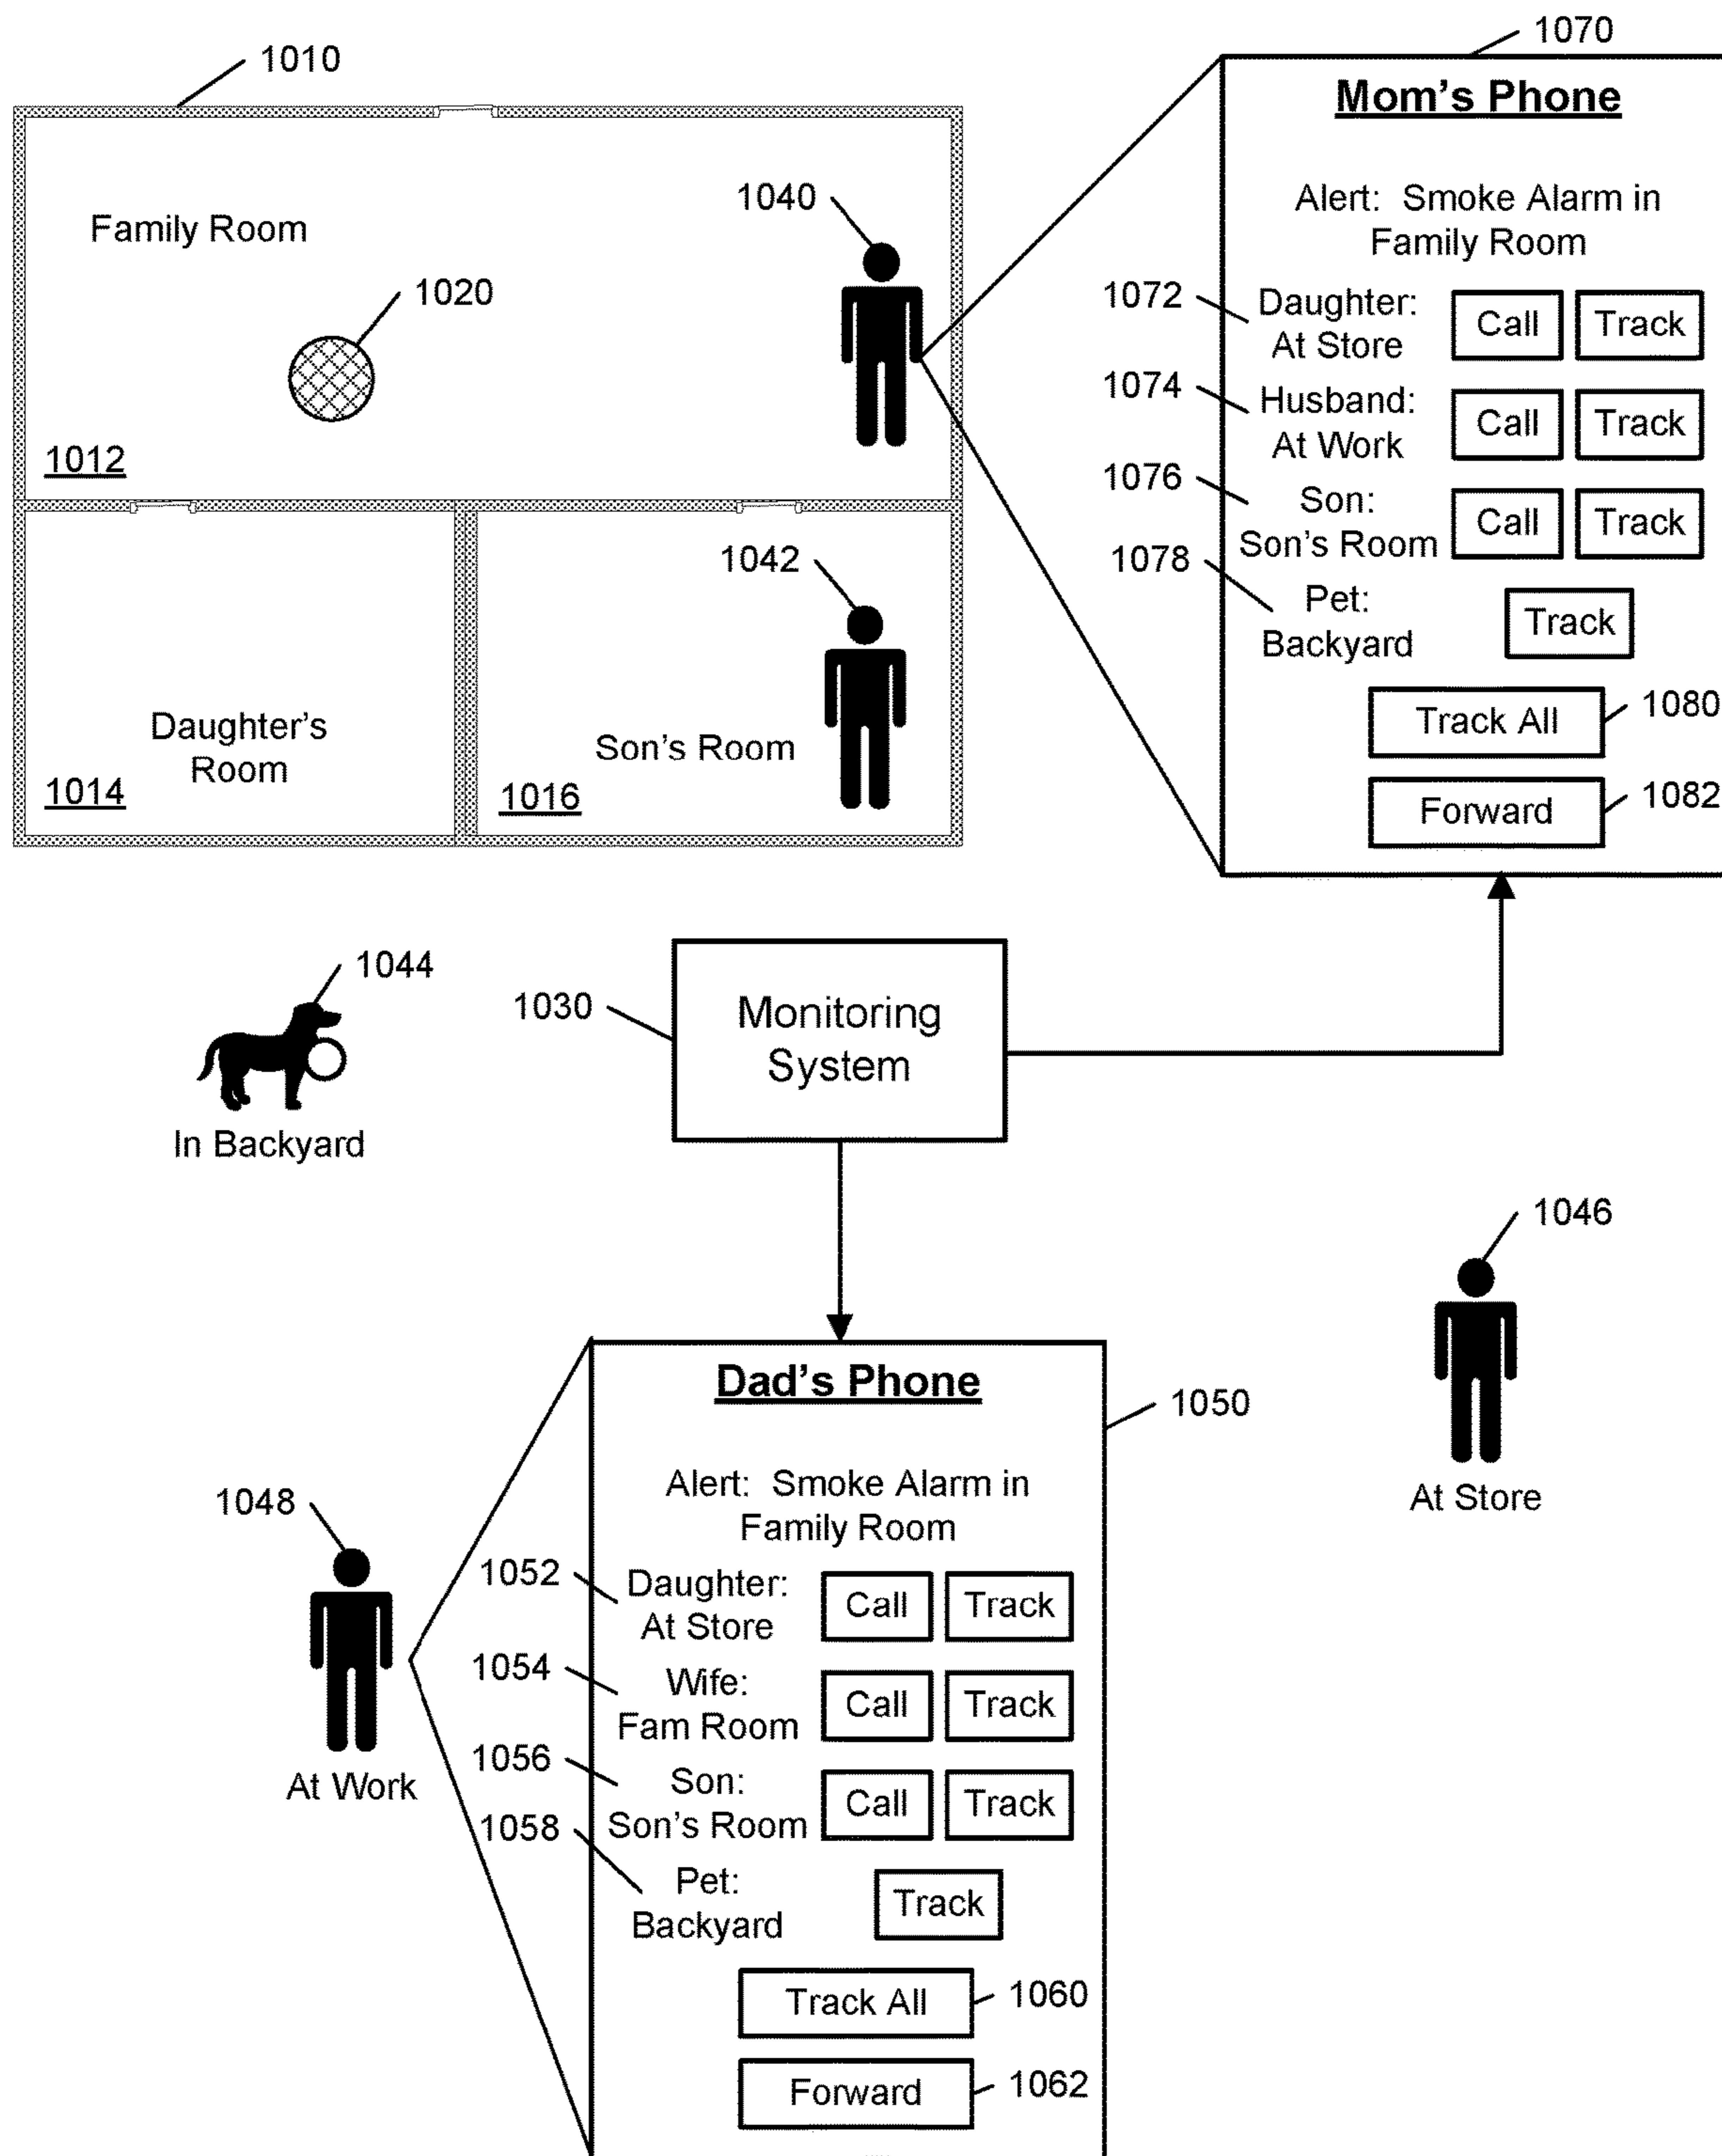 1010
1070
Mom's Phone
Alert: Smoke Alarm in
Family Room
1040
Family Room
1020
1012
1072
Daughter:
At Store
Call
Track
1074
Husband:
At Work
Call
Track
1076
Son:
Son's Room
Call
Track
1078
Pet:
Backyard
Track
Track All
1080
Forward
1082
1042
Daughter's
Room
1014
Son's Room
1016
1044
In Backyard
1030
Monitoring
System
1046
At Store
Dad's Phone
1050
Alert: Smoke Alarm in
Family Room
1048
At Work
1052
Daughter:
At Store
Call
Track
1054
Wife:
Fam Room
Call
Track
1056
Son:
Son's Room
Call
Track
1058
Pet:
Backyard
Track
Track All
1060
Forward
1062